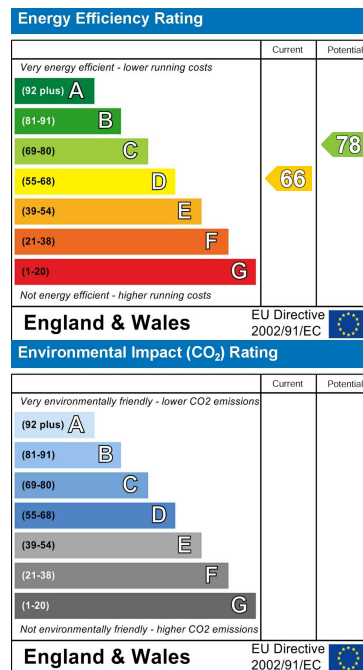 Energy Efficiency Rating
Current Potential
Very energy efficient - lower running costs
(92 plus) A
(81-91) B
(69-80) C
(55-68) D
(39-54) E
(21-38) F
(1-20) G
66
78
Not energy efficient - higher running costs
England & Wales
EU Directive
2002/91/EC
Environmental Impact (CO₂) Rating
Current Potential
Very environmentally friendly - lower CO2 emissions
(92 plus) A
(81-91) B
(69-80) C
(55-68) D
(39-54) E
(21-38) F
(1-20) G
Not environmentally friendly - higher CO2 emissions
England & Wales
EU Directive
2002/91/EC